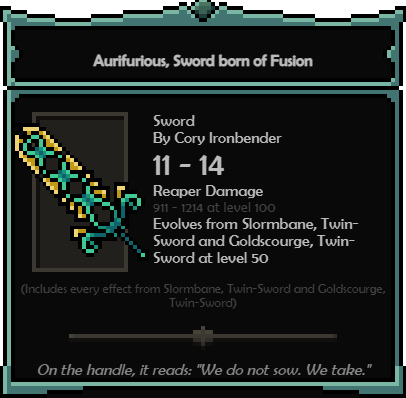 Aurifurious, Sword born of Fusion
Sword
By Cory Ironbender
11 - 14
Reaper Damage
911 - 1214 at level 100
Evolves from Slormbane, Twin-
Sword and Goldscourge, Twin-
Sword at level 50
(Includes every effect from Slormbane, Twin-Sword and Goldscourge,
Twin-Sword)
On the handle, it reads: "We do not sow. We take."